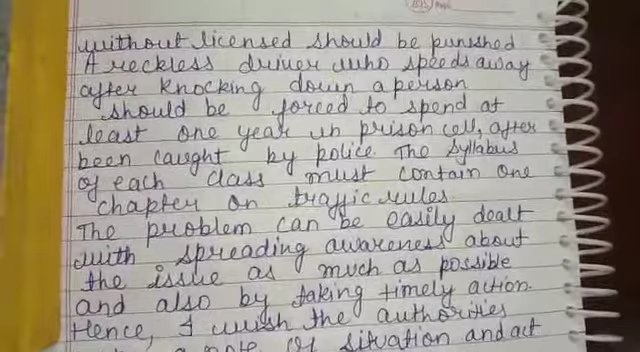 without licensed should be punished
A reckless driver who speeds away
after knocking down a person
should be forced to spend at
least one year in prison cell, after
been caught by police. The syllabus
of each class must contain one
chapter on traffic rules.
The problem can be easily dealt
with spreading awareness about
the issue as much as possible
and also by taking timely action.
Hence, I wish the authorities
a note of situation and act